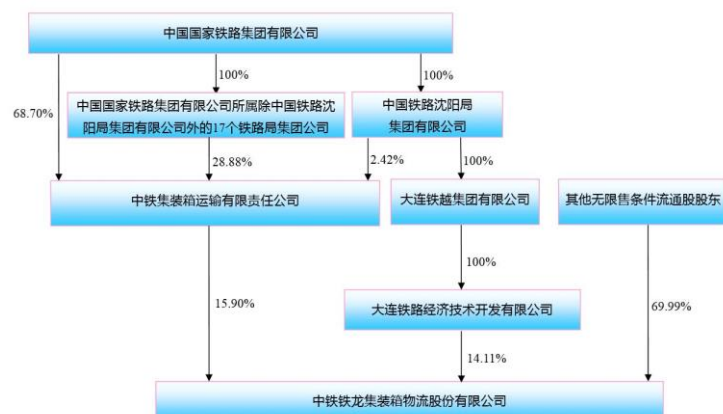 中国国家铁路集团有限公司
100%
100%
68.70%
中国国家铁路集团有限公司所属除中国铁路沈
阳局集团有限公司外的17个铁路局集团公司
中国铁路沈阳局
集团有限公司
28.88%
2.42%
100%
中铁集装箱运输有限责任公司
大连铁越集团有限公司
其他无限售条件流通股股东
100%
15.90%
69.99%
大连铁路经济技术开发有限公司
14.11%
中铁铁龙集装箱物流股份有限公司